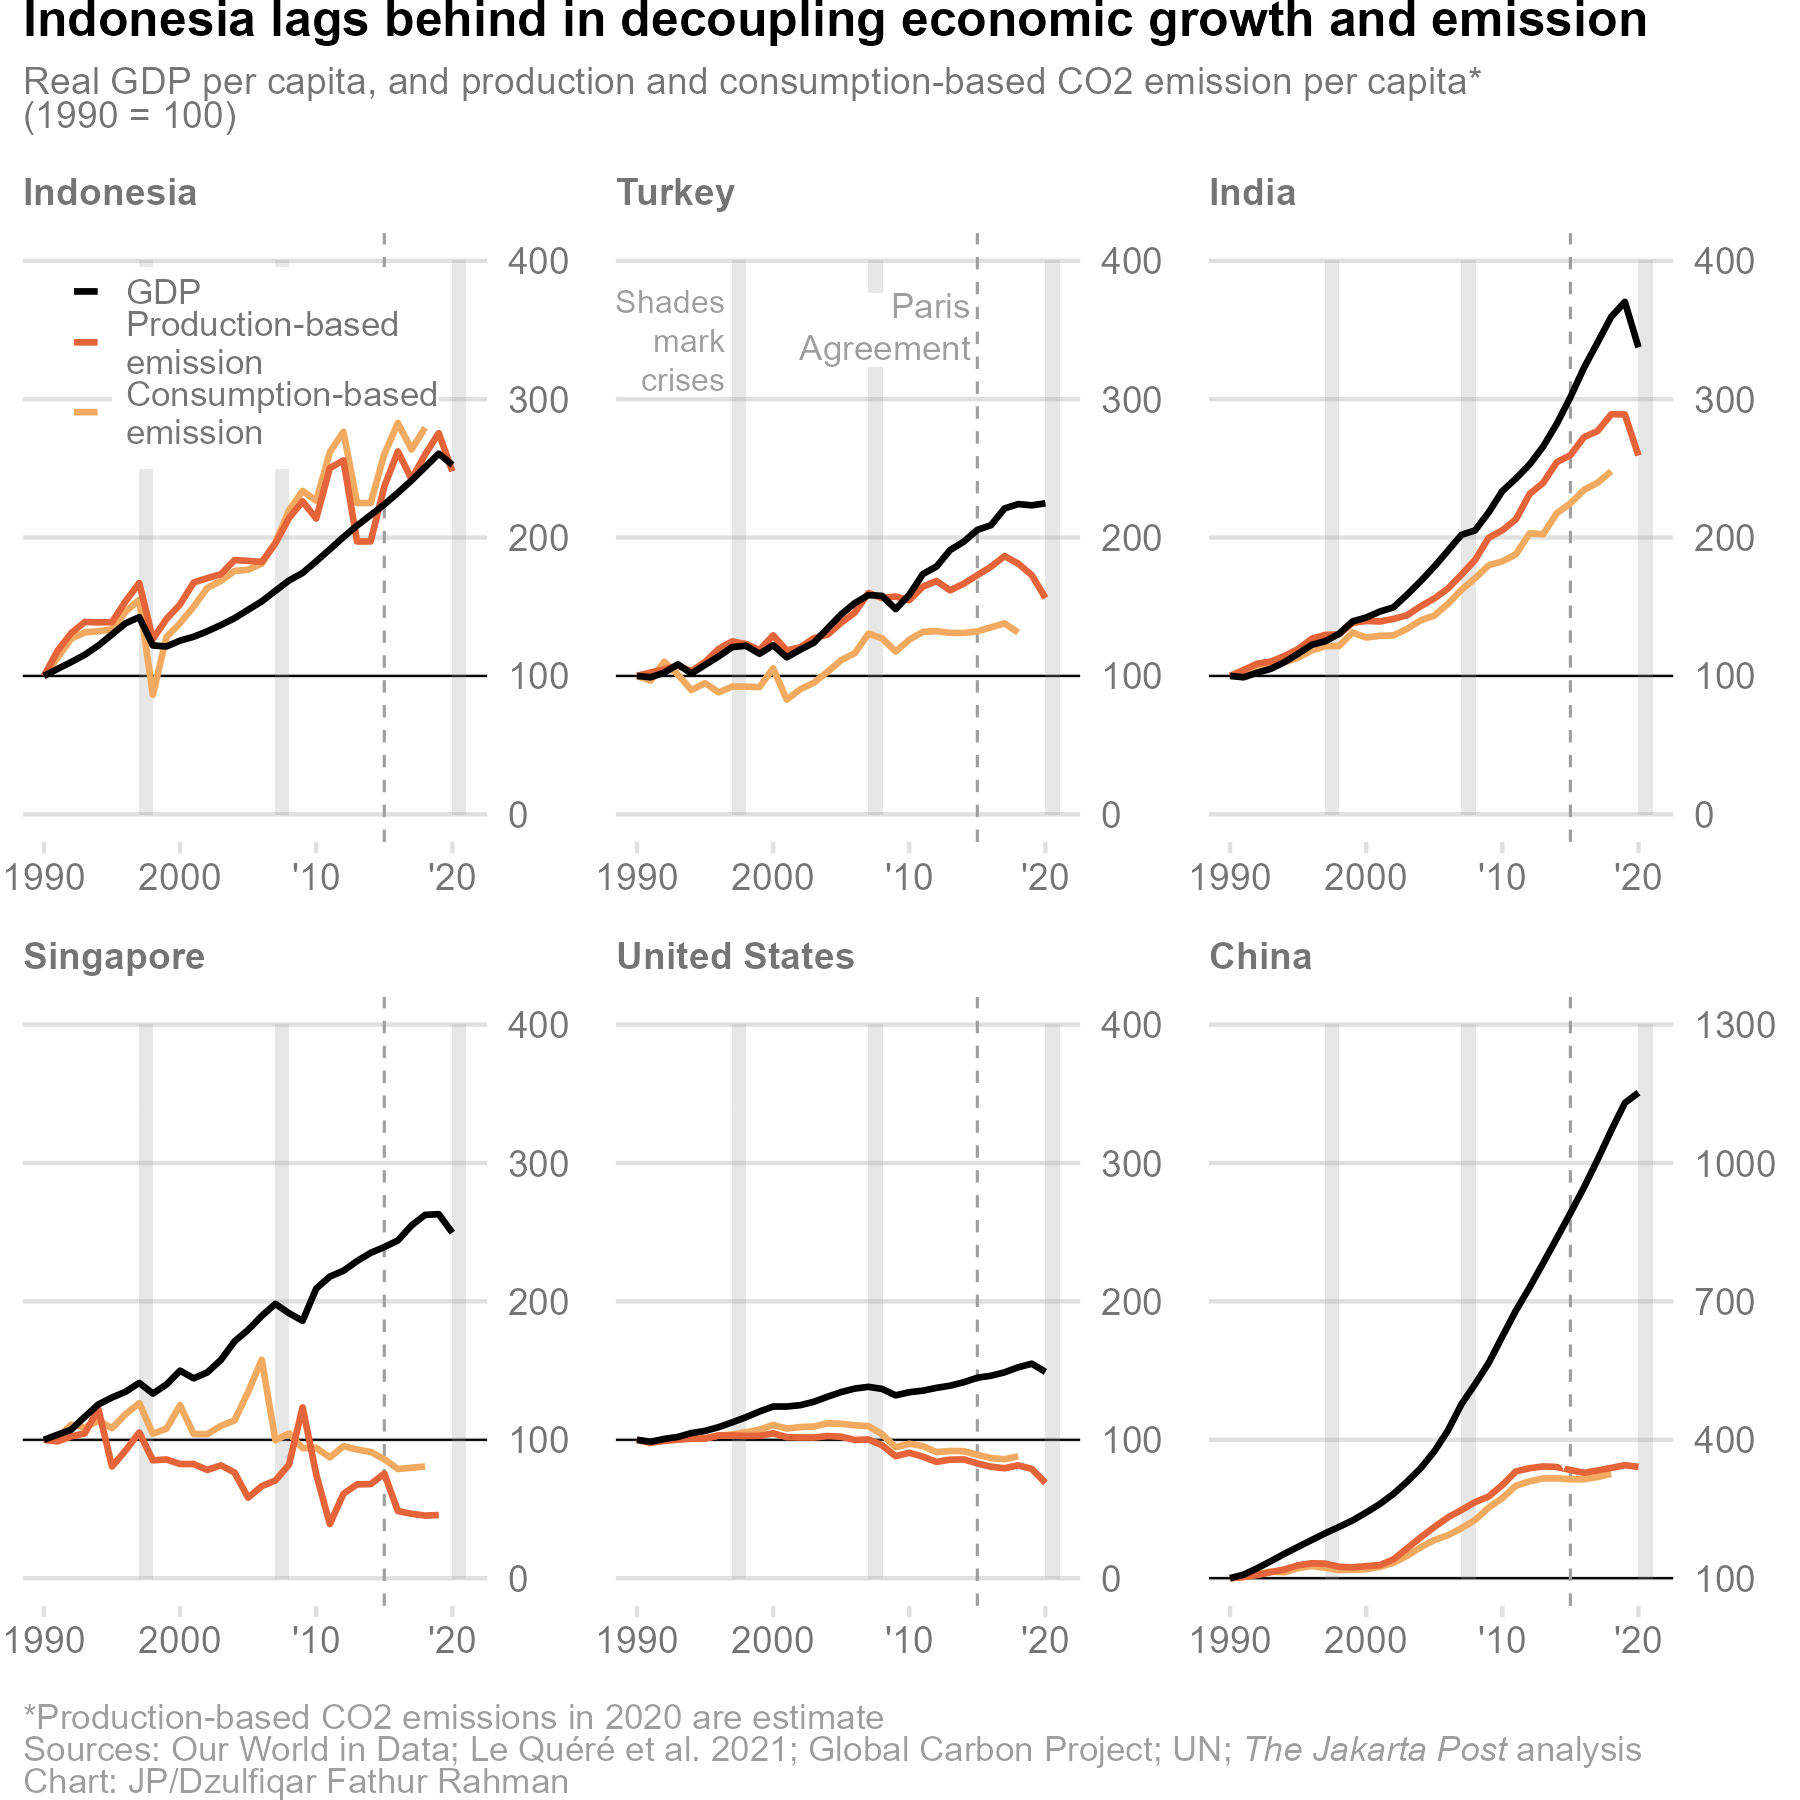 Indonesia lags behind in decoupling economic growth and emission
Real GDP per capita, and production and consumption-based CO2 emission per capita*
(1990 = 100)
Indonesia
GDP
Production-based
emission
Consumption-based
emission
400
300
200
100
0
1990 2000 '10 '20
Turkey
Shades
mark
crises
Paris
Agreement
400
300
200
100
0
1990 2000 '10 '20
India
400
300
200
100
0
1990 2000 '10 '20
Singapore
400
300
200
100
0
1990 2000 '10 '20
United States
400
300
200
100
0
1990 2000 '10 '20
China
1300
1000
700
400
100
1990 2000 '10 '20
*Production-based CO2 emissions in 2020 are estimate
Sources: Our World in Data; Le Quéré et al. 2021; Global Carbon Project; UN; The Jakarta Post analysis
Chart: JP/Dzulfiqar Fathur Rahman